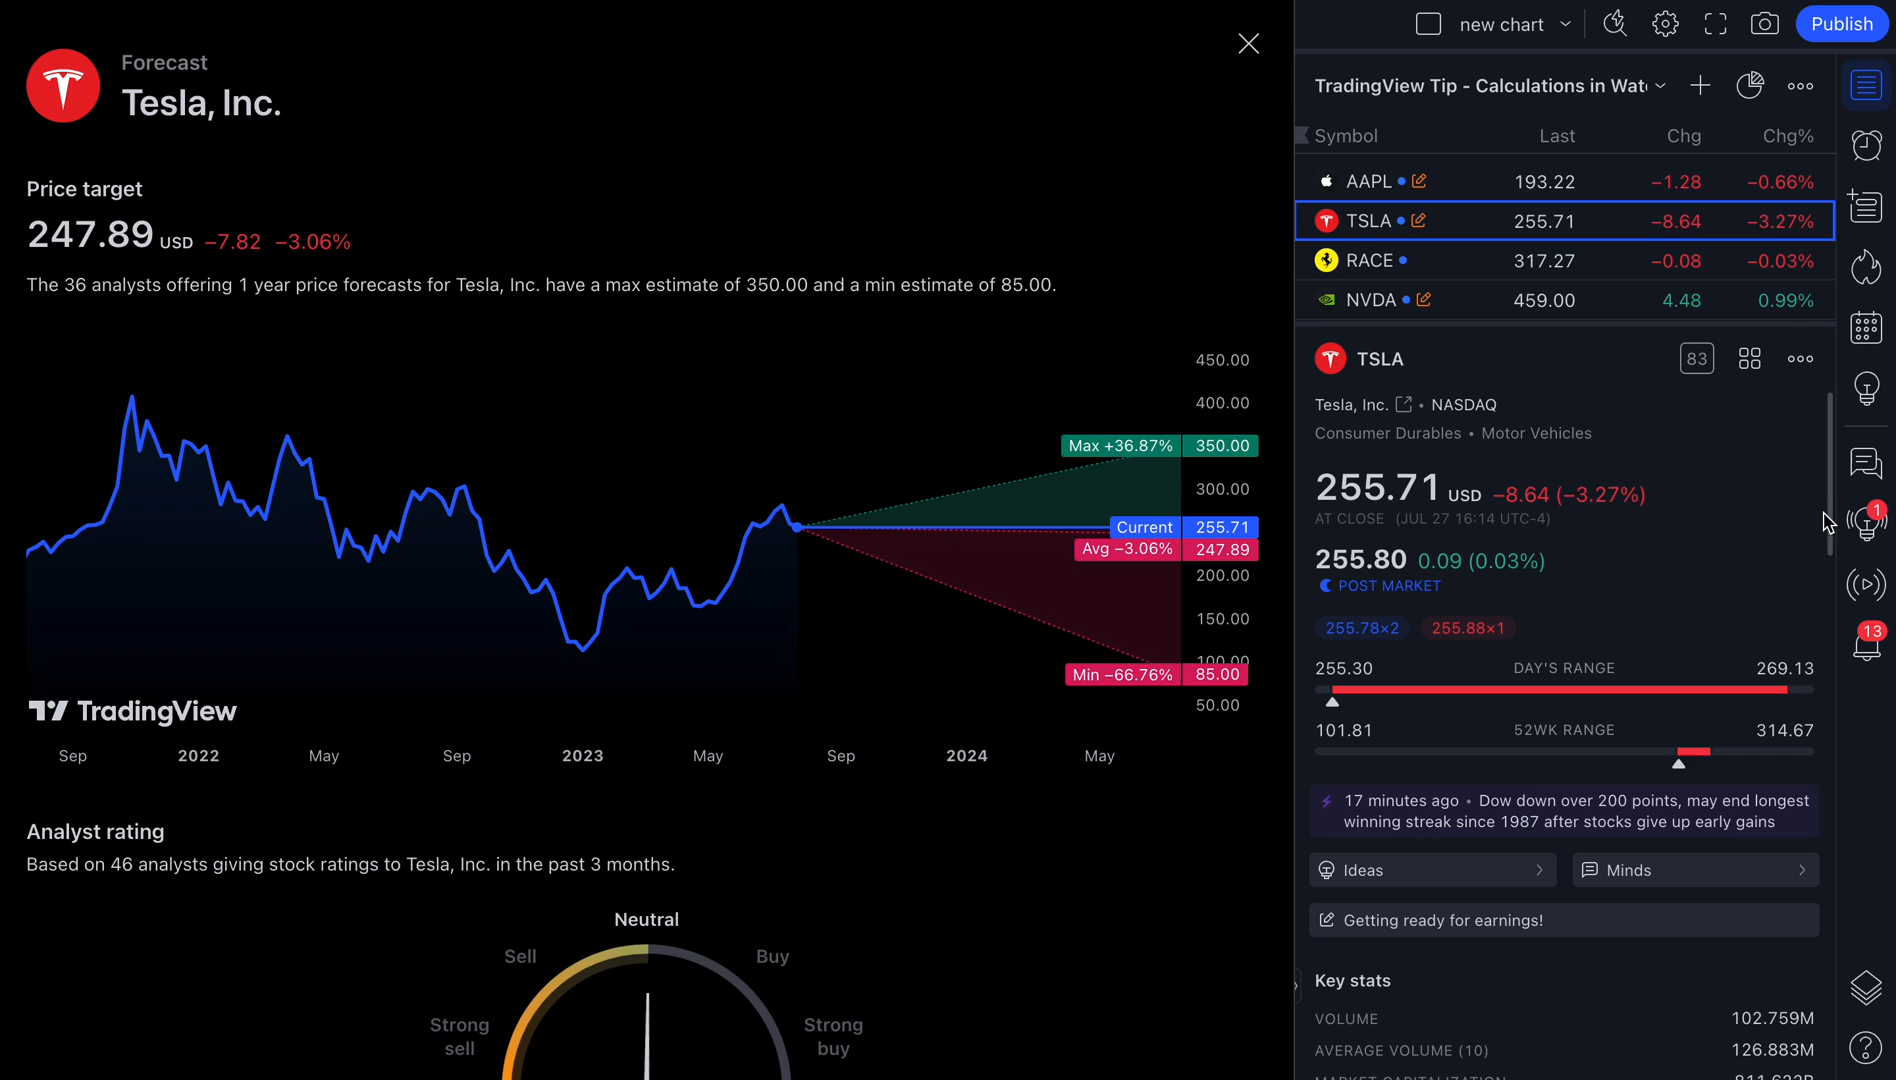 Forecast
Tesla, Inc.
Price target
247.89 USD −7.82 −3.06%
The 36 analysts offering 1 year price forecasts for Tesla, Inc. have a max estimate of 350.00 and a min estimate of 85.00.
450.00
400.00
Max +36.87% 350.00
300.00
Current 255.71
Avg −3.06% 247.89
200.00
150.00
100.00
Min −66.76% 85.00
50.00
TradingView
Sep 2022 May Sep 2023 May Sep 2024 May
Analyst rating
Based on 46 analysts giving stock ratings to Tesla, Inc. in the past 3 months.
Neutral
Sell Buy
Strong sell
Strong buy
new chart Publish
TradingView Tip - Calculations in Wat
Symbol Last Chg Chg%
AAPL 193.22 −1.28 −0.66%
TSLA 255.71 −8.64 −3.27%
RACE 317.27 −0.08 −0.03%
NVDA 459.00 4.48 0.99%
TSLA 83
Tesla, Inc. • NASDAQ
Consumer Durables • Motor Vehicles
255.71 USD −8.64 (−3.27%)
AT CLOSE (JUL 27 16:14 UTC-4)
255.80 0.09 (0.03%)
POST MARKET
255.78×2 255.88×1
255.30 DAY'S RANGE 269.13
101.81 52WK RANGE 314.67
17 minutes ago • Dow down over 200 points, may end longest
winning streak since 1987 after stocks give up early gains
Ideas Minds
Getting ready for earnings!
Key stats
VOLUME 102.759M
AVERAGE VOLUME (10) 126.883M
MARKET CAPITALIZATION 811.622B
1
13